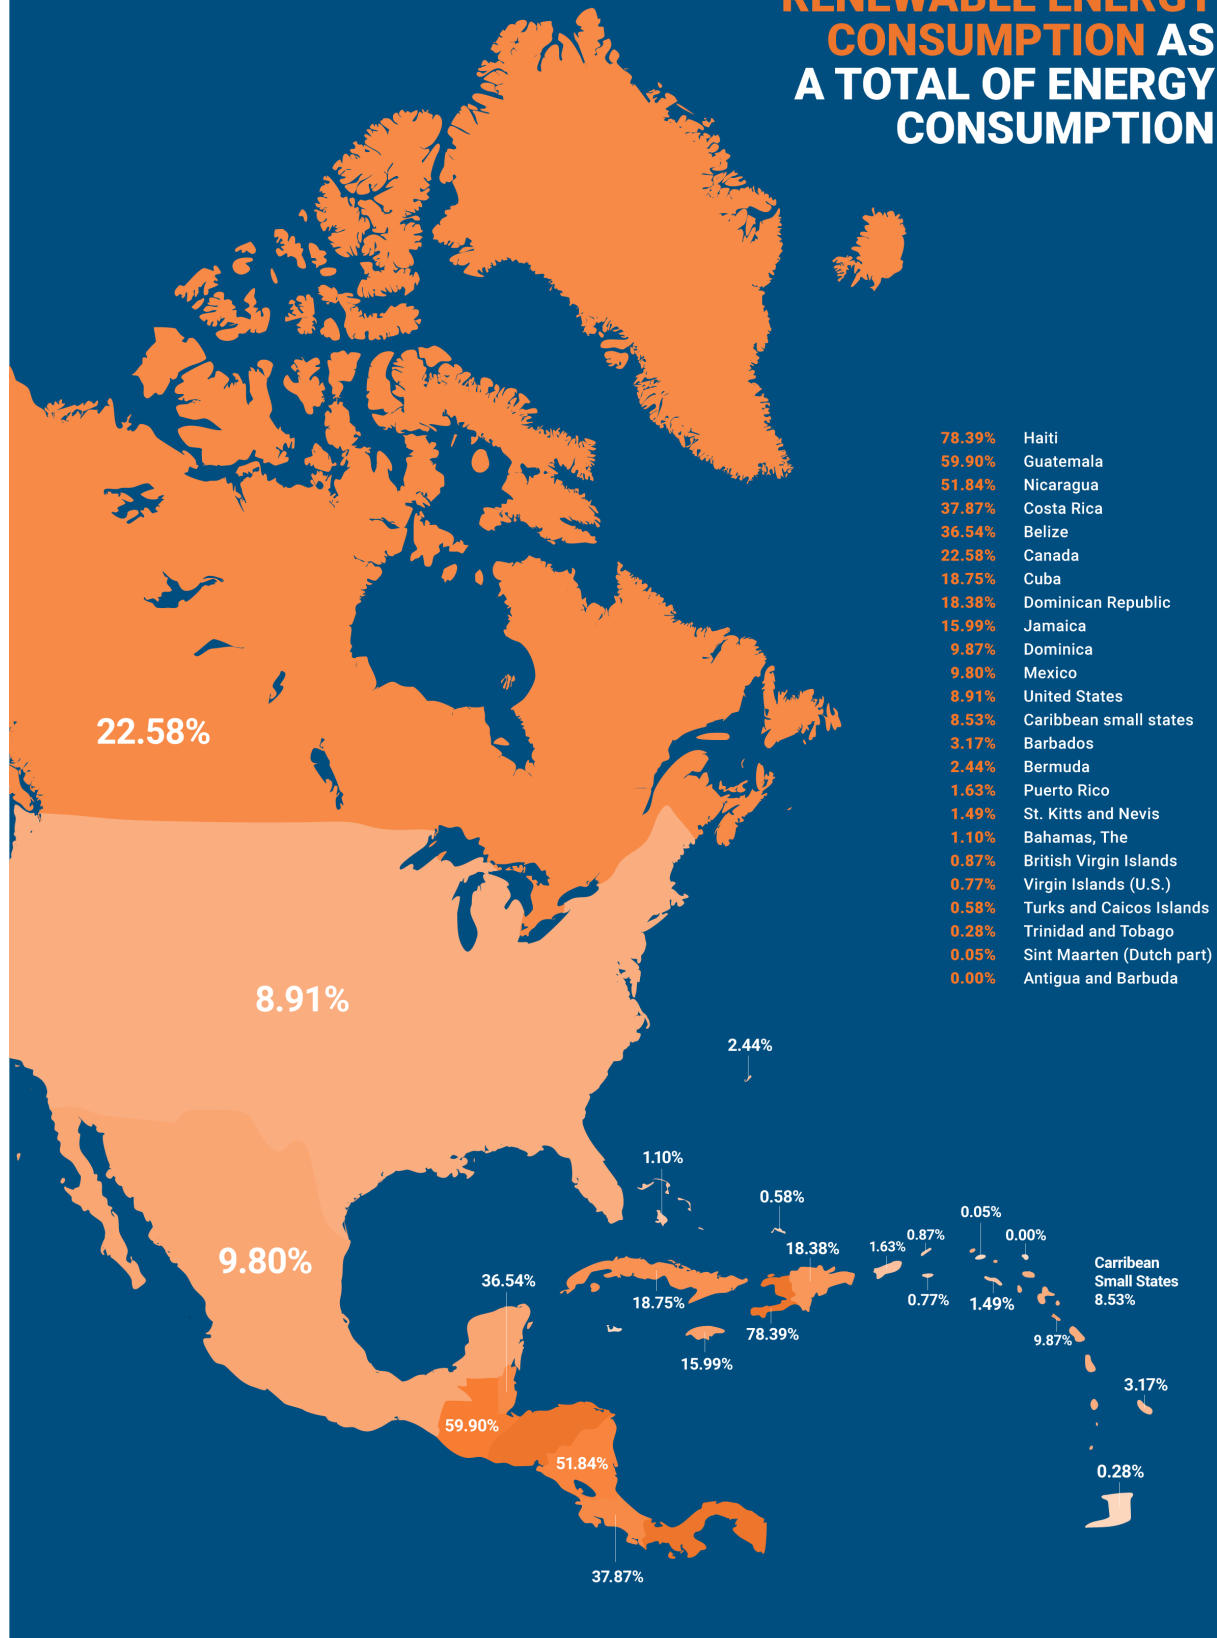 RENEWABLE ENERGY
CONSUMPTION AS
A TOTAL OF ENERGY
CONSUMPTION
78.39% Haiti
59.90% Guatemala
51.84% Nicaragua
37.87% Costa Rica
36.54% Belize
22.58% Canada
18.75% Cuba
18.38% Dominican Republic
15.99% Jamaica
9.87% Dominica
9.80% Mexico
8.91% United States
8.53% Caribbean small states
3.17% Barbados
2.44% Bermuda
1.63% Puerto Rico
1.49% St. Kitts and Nevis
1.10% Bahamas, The
0.87% British Virgin Islands
0.77% Virgin Islands (U.S.)
0.58% Turks and Caicos Islands
0.28% Trinidad and Tobago
0.05% Sint Maarten (Dutch part)
0.00% Antigua and Barbuda
22.58%
8.91%
2.44%
1.10%
0.58%
0.05%
0.87%
0.00%
1.63%
18.38%
9.80%
Carribean
Small States
8.53%
36.54%
18.75%
0.77%
1.49%
78.39%
9.87%
15.99%
3.17%
59.90%
51.84%
0.28%
37.87%